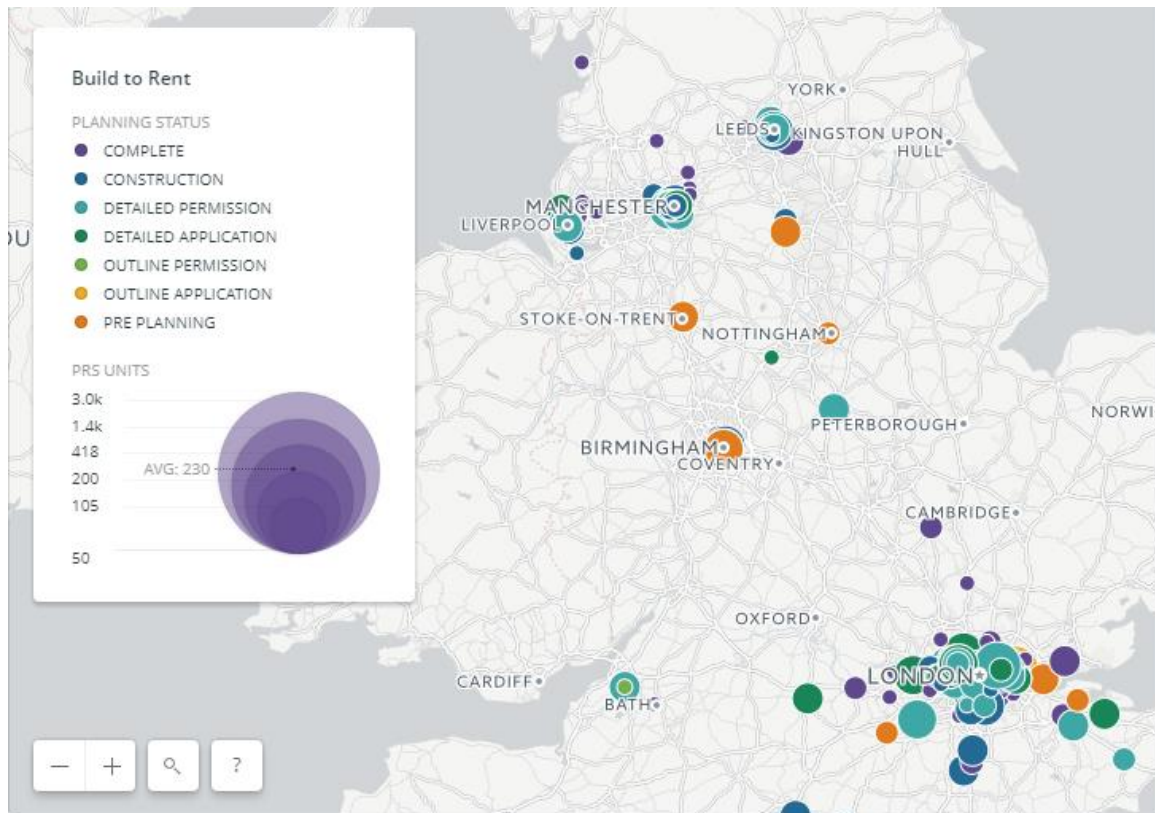 Build to Rent
PLANNING STATUS
COMPLETE
CONSTRUCTION
DETAILED PERMISSION
DETAILED APPLICATION
OUTLINE PERMISSION
OUTLINE APPLICATION
PRE PLANNING
PRS UNITS
3.0k
1.4k
418
AVG: 230
200
105
50
OU
YORK
LEEDS
KINGSTON UPON
HULL
MANCHESTER
LIVERPOOL
STOKE-ON-TRENT
NOTTINGHAM
NORWI
PETERBOROUGH
BIRMINGHAM
COVENTRY
CAMBRIDGE
OXFORD
LONDON
CARDIFF
BATH
− + ?